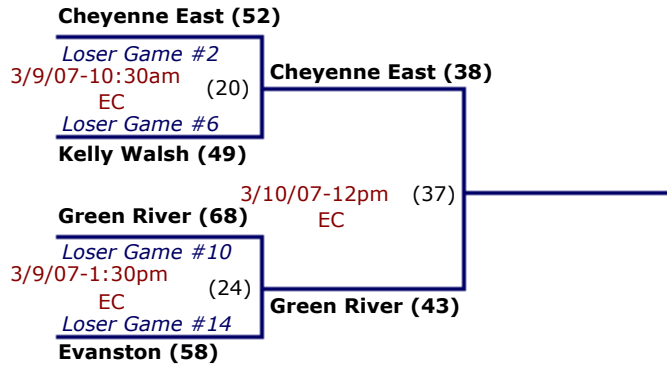 Cheyenne East (52)
Loser Game #2
3/9/07-10:30am
EC
(20)
Loser Game #6
Kelly Walsh (49)
Cheyenne East (38)
3/10/07-12pm
EC
(37)
Green River (68)
Loser Game #10
3/9/07-1:30pm
EC
(24)
Loser Game #14
Evanston (58)
Green River (43)